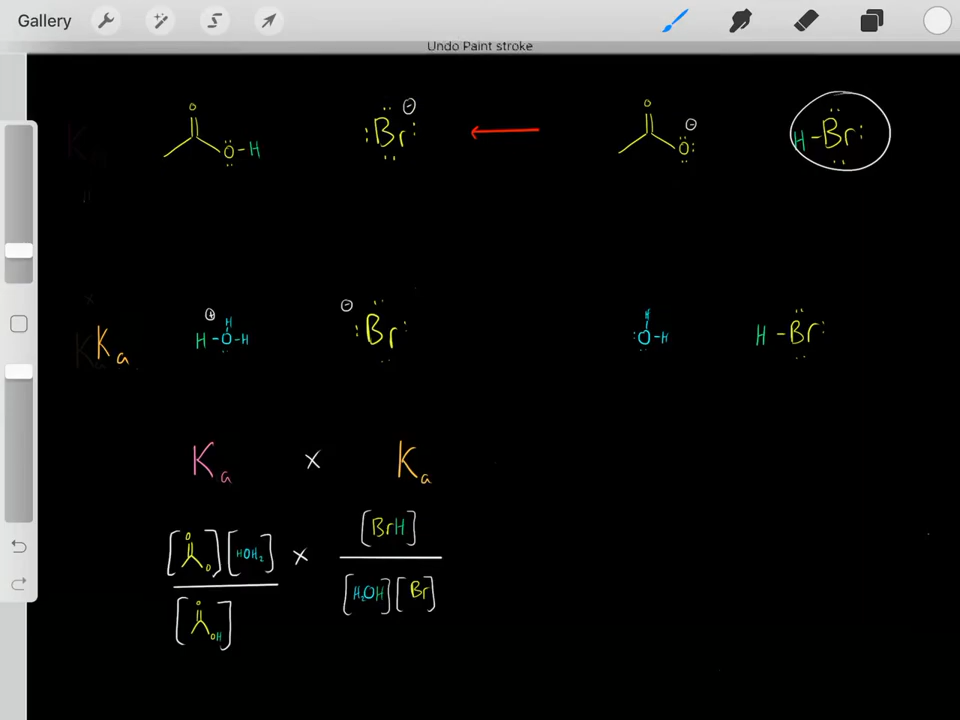 Gallery
Undo Paint stroke
O O
O-H :Br: ⊖ ← O: ⊖ H-Br:
H H
Ka H-O-H ⊕ :Br: ⊖ :O-H H-Br:
Ka x Ka
[O O][HOH2] x [BrH]
[O OH] [H2OH][Br]